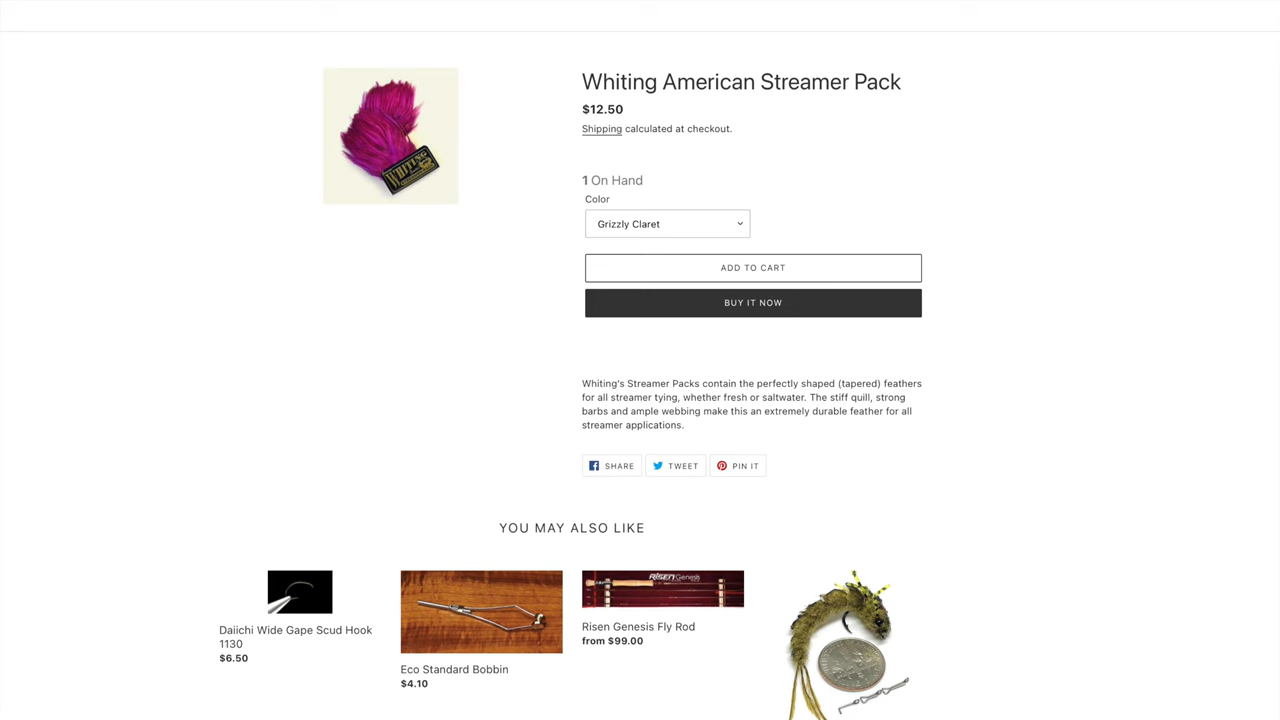 Whiting American Streamer Pack
$12.50
Shipping calculated at checkout.
WHITING
1 On Hand
Color
Grizzly Claret
ADD TO CART
BUY IT NOW
Whiting's Streamer Packs contain the perfectly shaped (tapered) feathers
for all streamer tying, whether fresh or saltwater. The stiff quill, strong
barbs and ample webbing make this an extremely durable feather for all
streamer applications.
SHARE
TWEET
PIN IT
YOU MAY ALSO LIKE
RISEN Genesis
Daiichi Wide Gape Scud Hook
1130
$6.50
Eco Standard Bobbin
$4.10
Risen Genesis Fly Rod
from $99.00